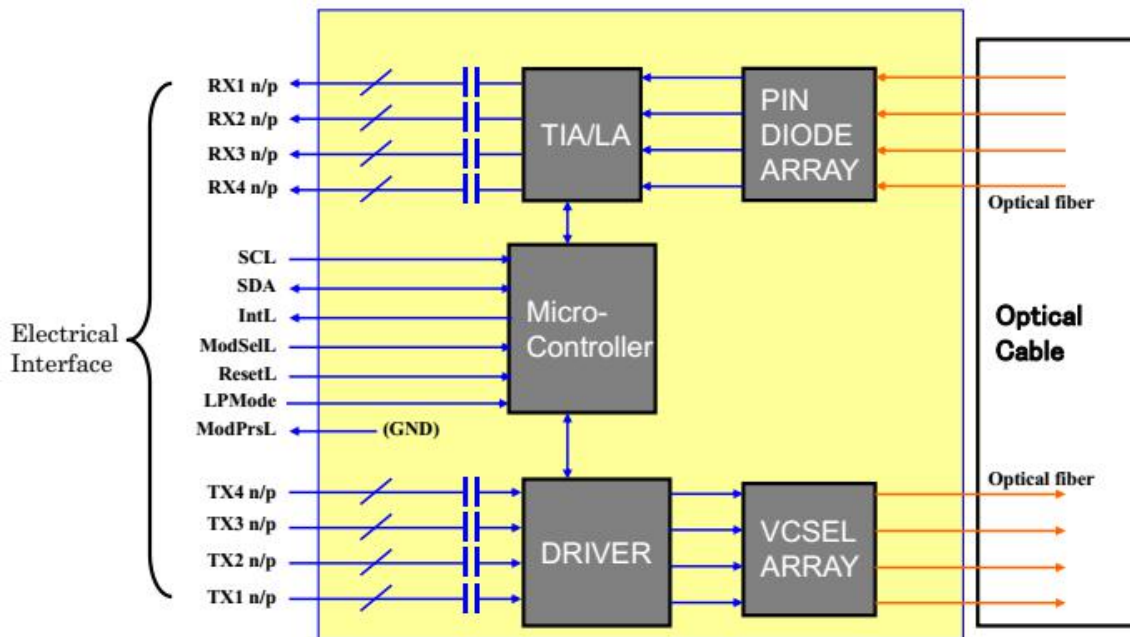 RX1 n/p
RX2 n/p
RX3 n/p
RX4 n/p
TIA/LA
PIN
DIODE
ARRAY
Optical fiber
SCL
SDA
IntL
ModSelL
ResetL
LPMode
ModPrsL
(GND)
Electrical
Interface
Micro-
Controller
Optical
Cable
TX4 n/p
TX3 n/p
TX2 n/p
TX1 n/p
DRIVER
VCSEL
ARRAY
Optical fiber